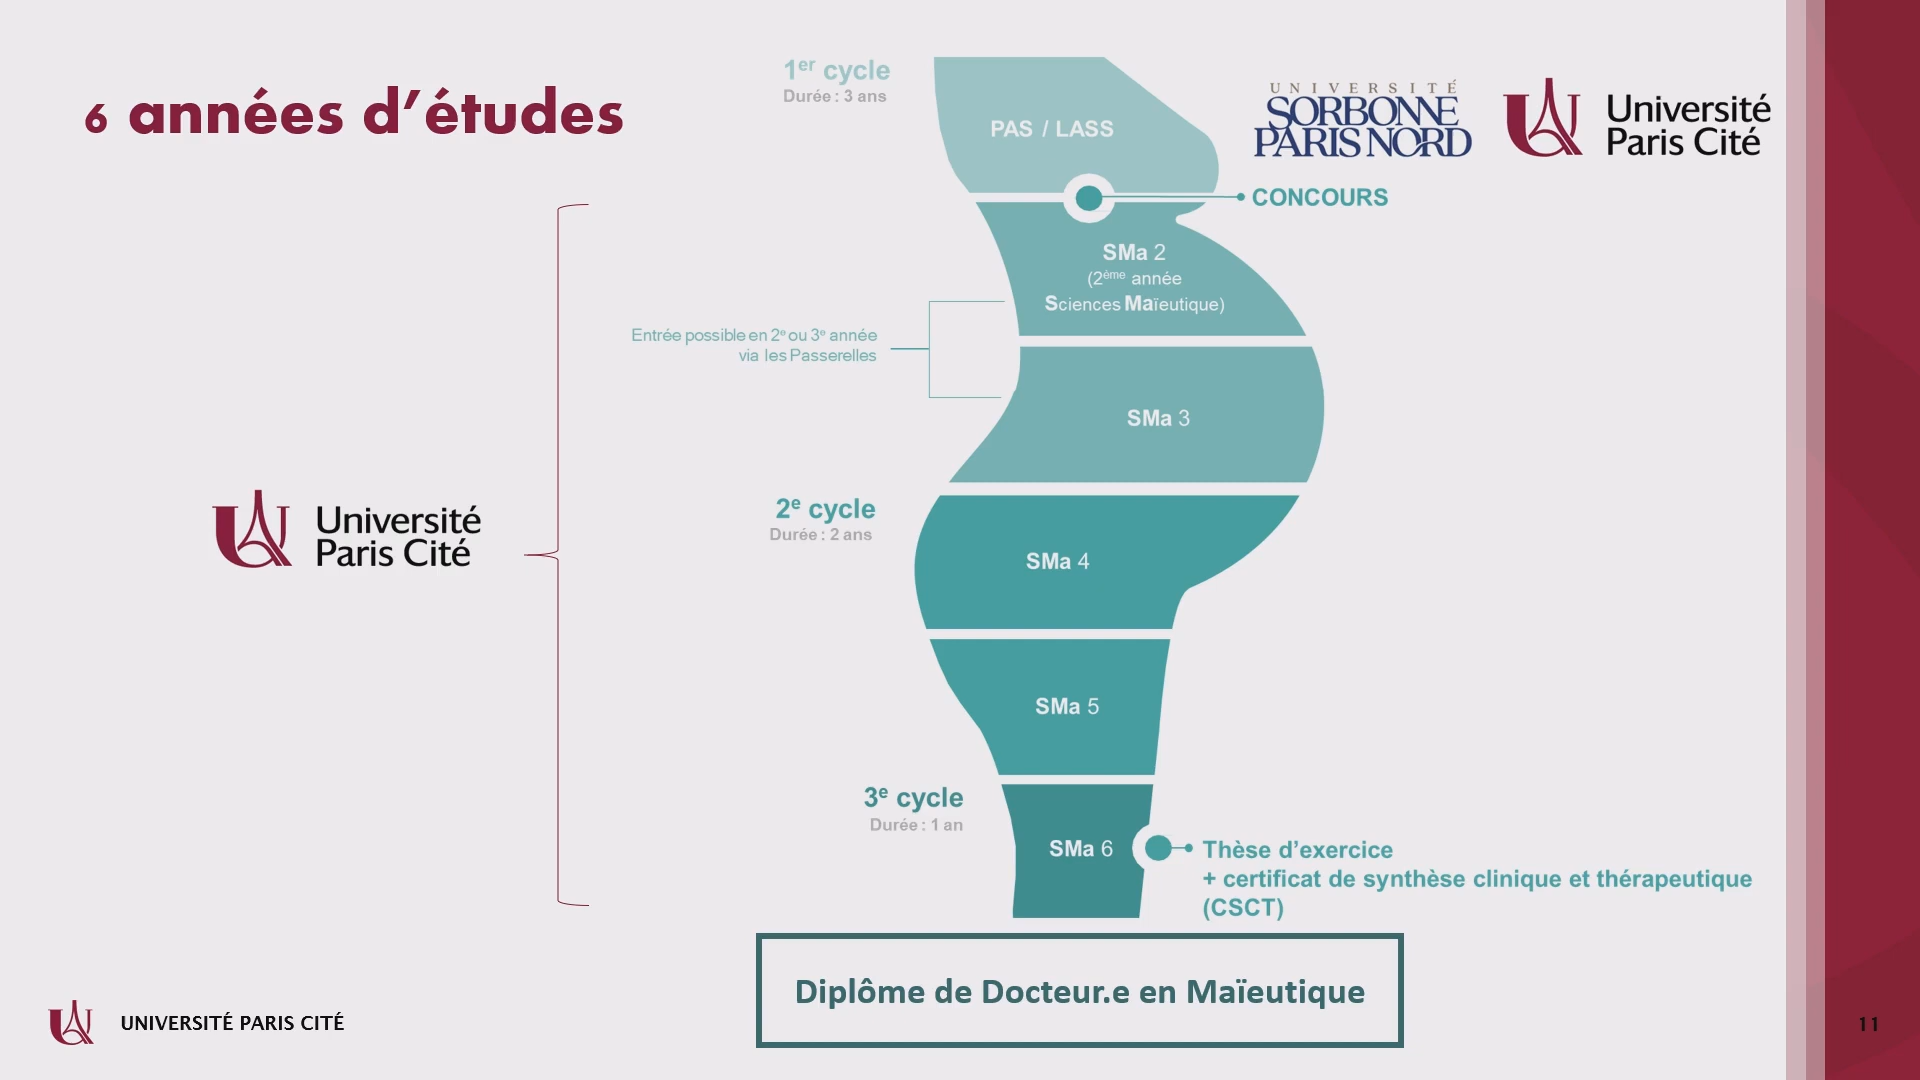 6 années d’études
1er cycle
Durée : 3 ans
PAS / LASS
UNIVERSITÉ
SORBONNE
PARIS NORD
Université
Paris Cité
CONCOURS
SMa 2
(2ème année
Sciences Maïeutique)
Entrée possible en 2e ou 3e année
via les Passerelles
SMa 3
Université
Paris Cité
2e cycle
Durée : 2 ans
SMa 4
SMa 5
3e cycle
Durée : 1 an
SMa 6
Thèse d’exercice
+ certificat de synthèse clinique et thérapeutique
(CSCT)
Diplôme de Docteur.e en Maïeutique
UNIVERSITÉ PARIS CITÉ
11